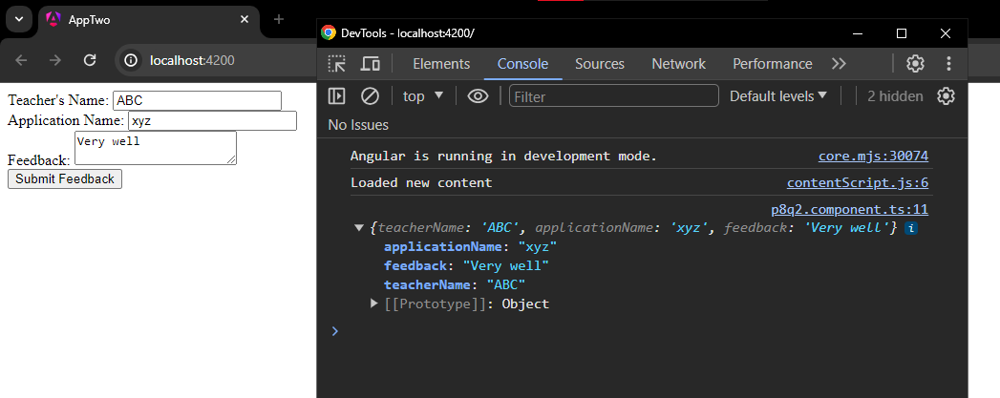 AppTwo
localhost:4200
Teacher's Name: ABC
Application Name: xyz
Feedback: Very well
Submit Feedback
DevTools - localhost:4200/
Elements Console Sources Network Performance
top Filter Default levels 2 hidden
No Issues
Angular is running in development mode. core.mjs:30074
Loaded new content contentScript.js:6
p8q2.component.ts:11
{teacherName: 'ABC', applicationName: 'xyz', feedback: 'Very well'} i
applicationName: "xyz"
feedback: "Very well"
teacherName: "ABC"
[[Prototype]]: Object